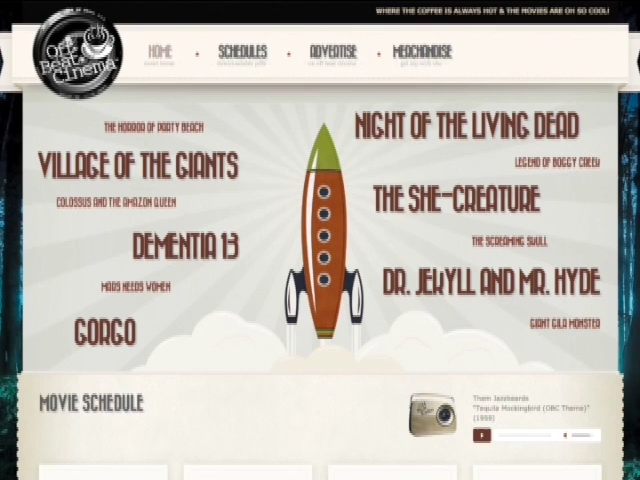 WHERE THE COFFEE IS ALWAYS HOT & THE MOVIES ARE OH SO COOL!
Off
Beat
Cinema
HOME
SCHEDULES
ADVERTISE
MERCHANDISE
THE HORROR OF PARTY BEACH
VILLAGE OF THE GIANTS
COLOSSUS AND THE AMAZON QUEEN
DEMENTIA 13
MARS NEEDS WOMEN
GORGO
NIGHT OF THE LIVING DEAD
LEGEND OF BOGGY CREEK
THE SHE-CREATURE
THE SCREAMING SKULL
DR. JEKYLL AND MR. HYDE
GIANT GILA MONSTER
MOVIE SCHEDULE
Them Jazzbeards
"Tequila Mockingbird (OBC Theme)"